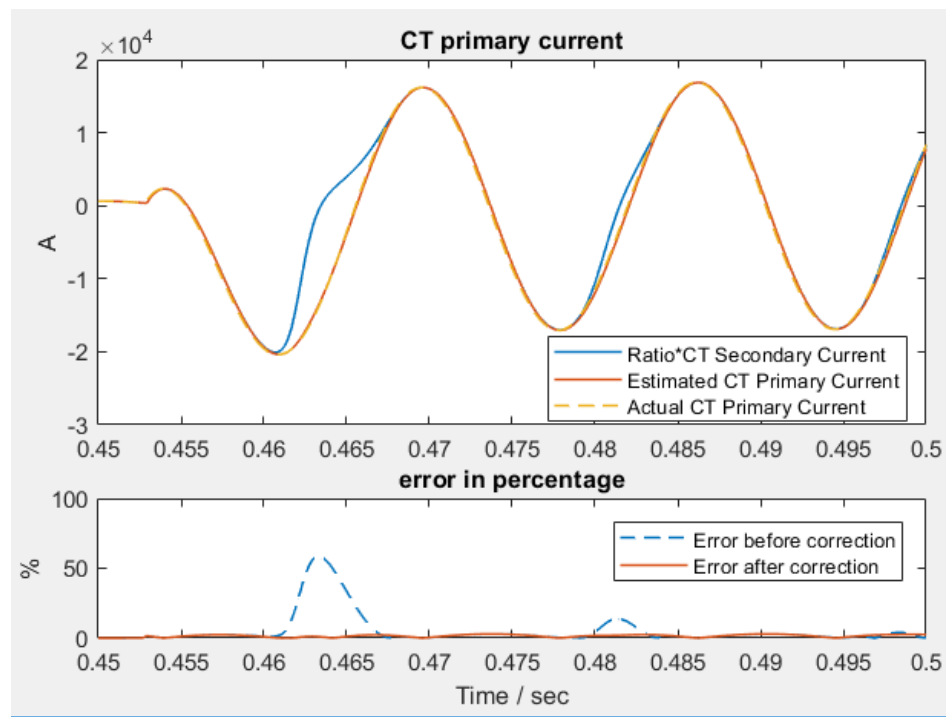 ×10⁴
CT primary current
2
1
0
-1
-2
-3
A
Ratio*CT Secondary Current
Estimated CT Primary Current
Actual CT Primary Current
0.45 0.455 0.46 0.465 0.47 0.475 0.48 0.485 0.49 0.495 0.5
error in percentage
100
50
0
%
Error before correction
Error after correction
0.45 0.455 0.46 0.465 0.47 0.475 0.48 0.485 0.49 0.495 0.5
Time / sec